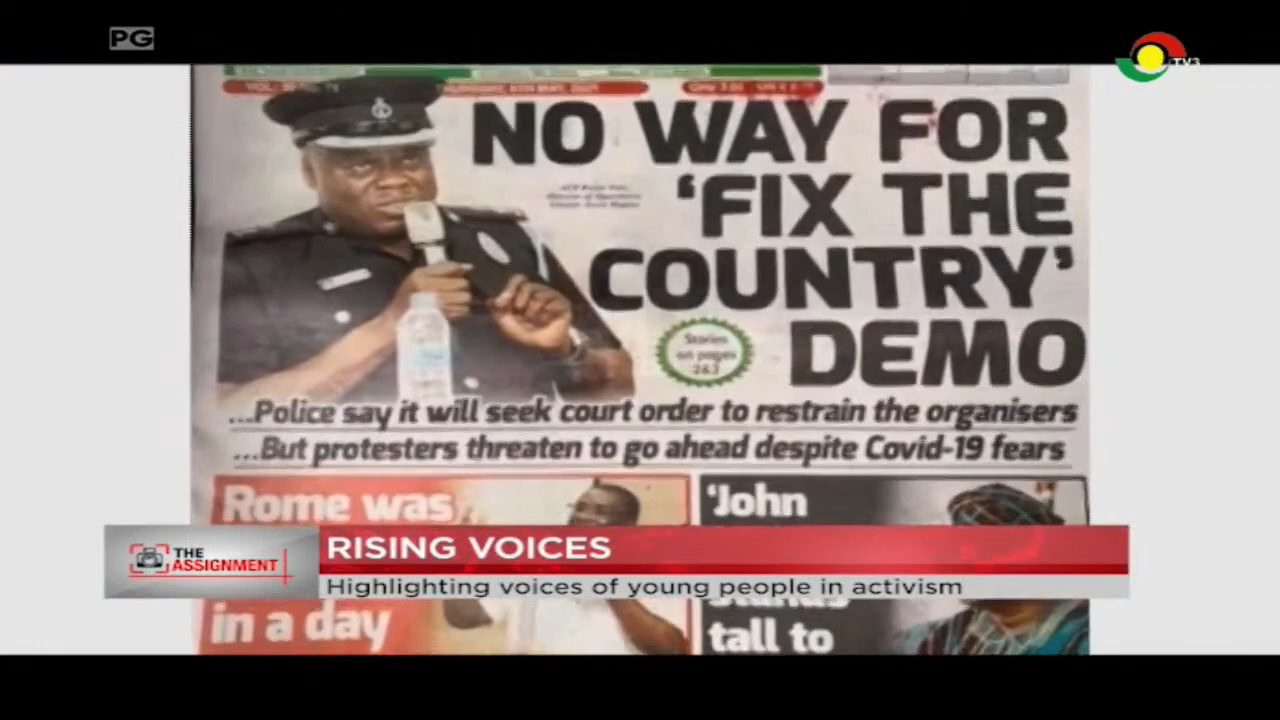 PG
TV3
NO WAY FOR
‘FIX THE
COUNTRY’
DEMO
Stories
on pages
2&3
...Police say it will seek court order to restrain the organisers
...But protesters threaten to go ahead despite Covid-19 fears
Rome was
in a day
‘John
tall to
THE
ASSIGNMENT
RISING VOICES
Highlighting voices of young people in activism